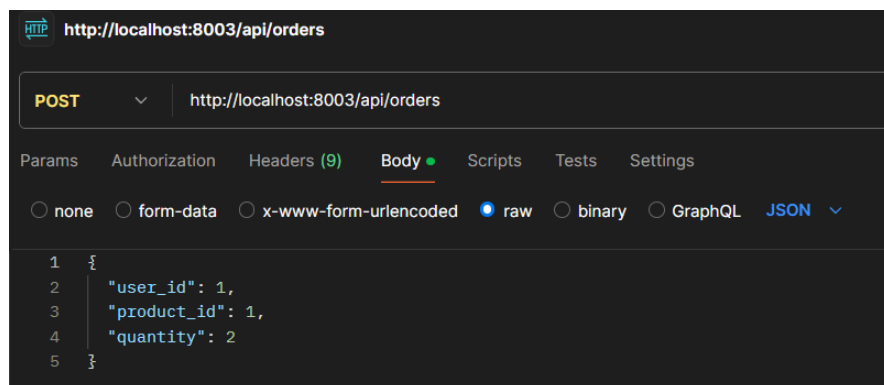 HTTP http://localhost:8003/api/orders
POST http://localhost:8003/api/orders
Params Authorization Headers (9) Body Scripts Tests Settings
none form-data x-www-form-urlencoded raw binary GraphQL JSON
1 {
2 "user_id": 1,
3 "product_id": 1,
4 "quantity": 2
5 }